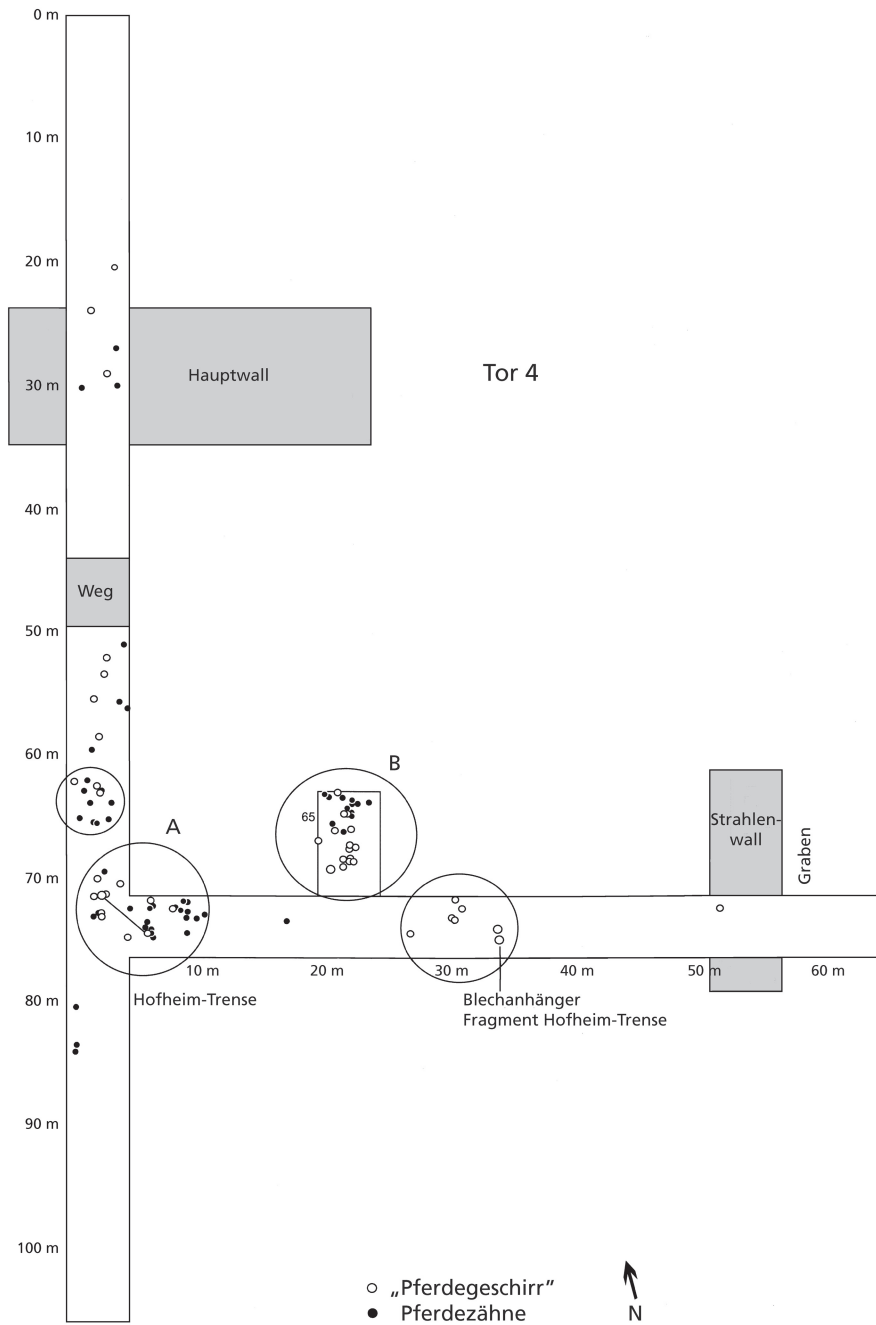 0 m
10 m
20 m
Hauptwall
Tor 4
30 m
40 m
Weg
50 m
60 m
B
65
A
Strahlen-
wall
Graben
70 m
10 m
20 m
30 m
40 m
50 m
60 m
80 m
Hofheim-Trense
Blechanhänger
Fragment Hofheim-Trense
90 m
100 m
„Pferdegeschirr”
Pferdezähne
N